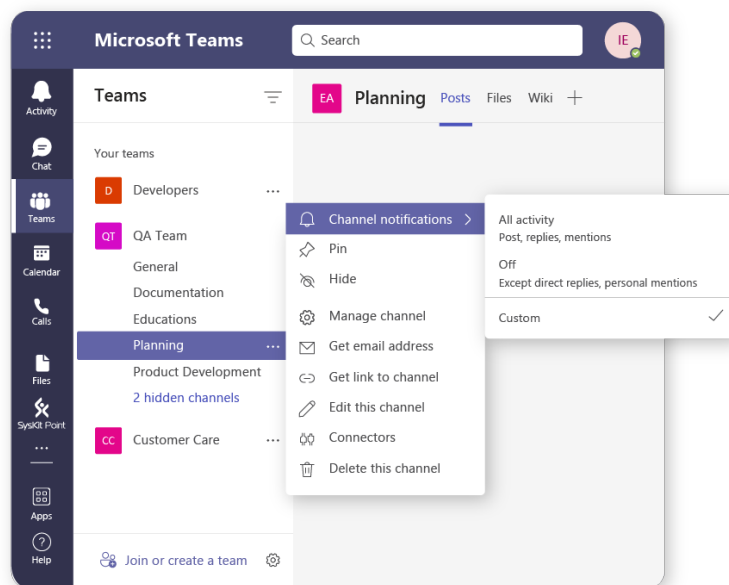 Microsoft Teams
Search
IE
Activity
Chat
Teams
Calendar
Calls
Files
SysKit Point
Apps
Help
Teams
Your teams
D Developers
QT QA Team
General
Documentation
Educations
Planning
Product Development
2 hidden channels
CC Customer Care
Join or create a team
EA Planning Posts Files Wiki
Channel notifications
Pin
Hide
Manage channel
Get email address
Get link to channel
Edit this channel
Connectors
Delete this channel
All activity
Post, replies, mentions
Off
Except direct replies, personal mentions
Custom